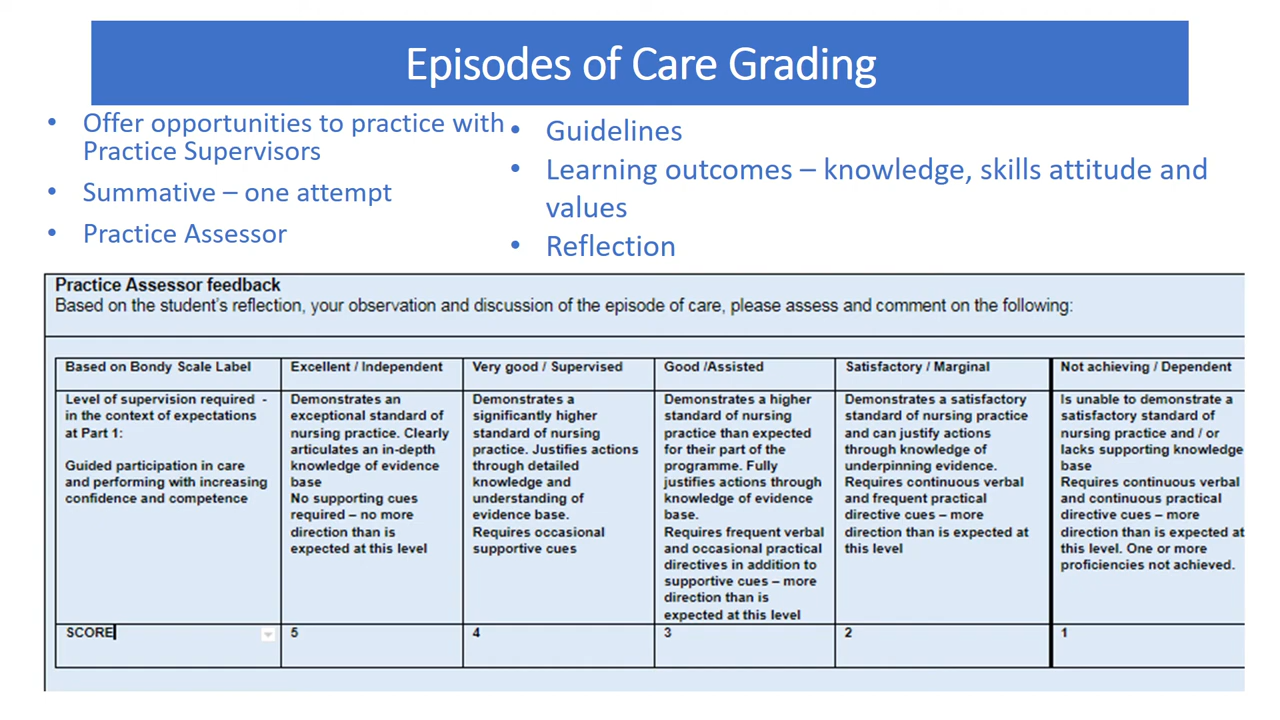 Episodes of Care Grading
• Offer opportunities to practice with
Practice Supervisors
• Summative – one attempt
• Practice Assessor
• Guidelines
• Learning outcomes – knowledge, skills attitude and
values
• Reflection
Practice Assessor feedback
Based on the student's reflection, your observation and discussion of the episode of care, please assess and comment on the following:
Based on Bondy Scale Label
Level of supervision required -
in the context of expectations
at Part 1:
Guided participation in care
and performing with increasing
confidence and competence
Excellent / Independent
Demonstrates an
exceptional standard of
nursing practice. Clearly
articulates an in-depth
knowledge of evidence
base
No supporting cues
required – no more
direction than is
expected at this level
Very good / Supervised
Demonstrates a
significantly higher
standard of nursing
practice. Justifies actions
through detailed
knowledge and
understanding of
evidence base.
Requires occasional
supportive cues
Good /Assisted
Demonstrates a higher
standard of nursing
practice than expected
for their part of the
programme. Fully
justifies actions through
knowledge of evidence
base.
Requires frequent verbal
and occasional practical
directives in addition to
supportive cues – more
direction than is
expected at this level
Satisfactory / Marginal
Demonstrates a satisfactory
standard of nursing practice
and can justify actions
through knowledge of
underpinning evidence.
Requires continuous verbal
and frequent practical
directive cues – more
direction than is expected at
this level
Not achieving / Dependent
Is unable to demonstrate a
satisfactory standard of
nursing practice and / or
lacks supporting knowledge
base
Requires continuous verbal
and continuous practical
directive cues – more
direction than is expected at
this level. One or more
proficiencies not achieved.
SCORE
5
4
3
2
1